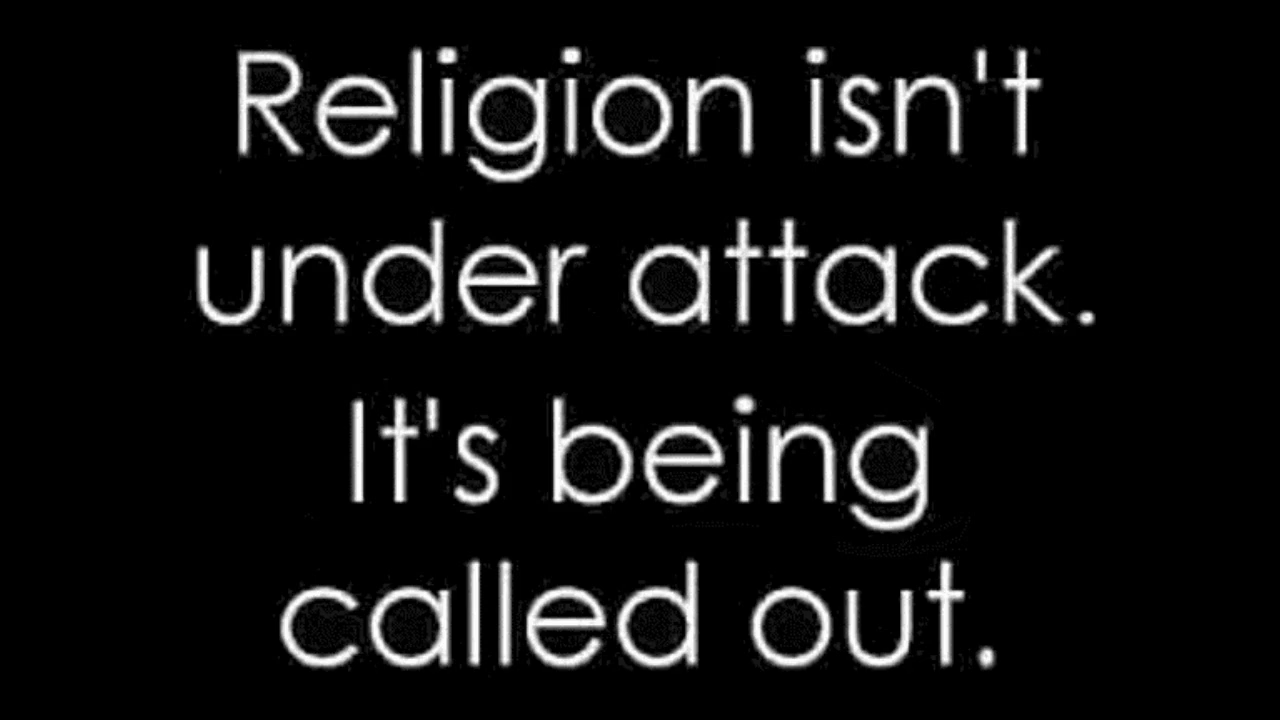 Religion isn't
under attack.
It's being
called out.